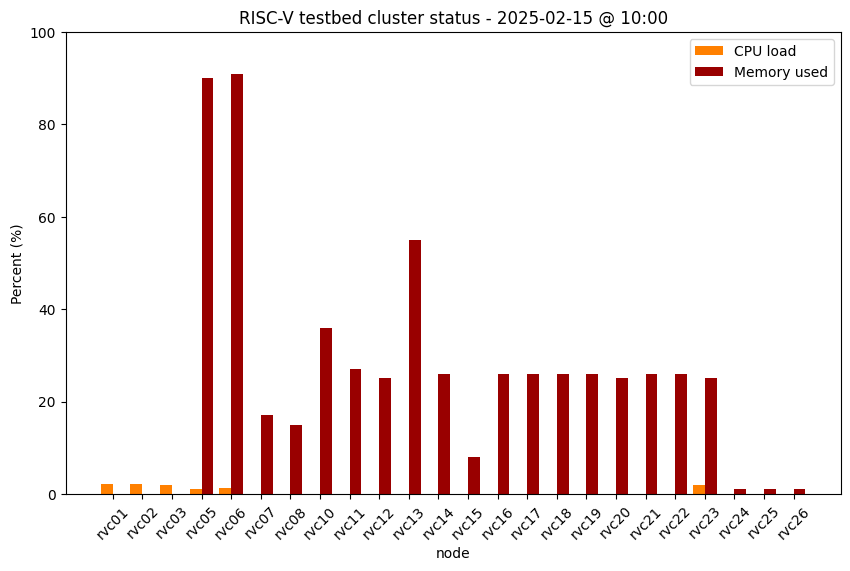 RISC-V testbed cluster status - 2025-02-15 @ 10:00
CPU load
Memory used
Percent (%)
100
80
60
40
20
0
rvc01
rvc02
rvc03
rvc05
rvc06
rvc07
rvc08
rvc10
rvc11
rvc12
rvc13
rvc14
rvc15
rvc16
rvc17
rvc18
rvc19
rvc20
rvc21
rvc22
rvc23
rvc24
rvc25
rvc26
node